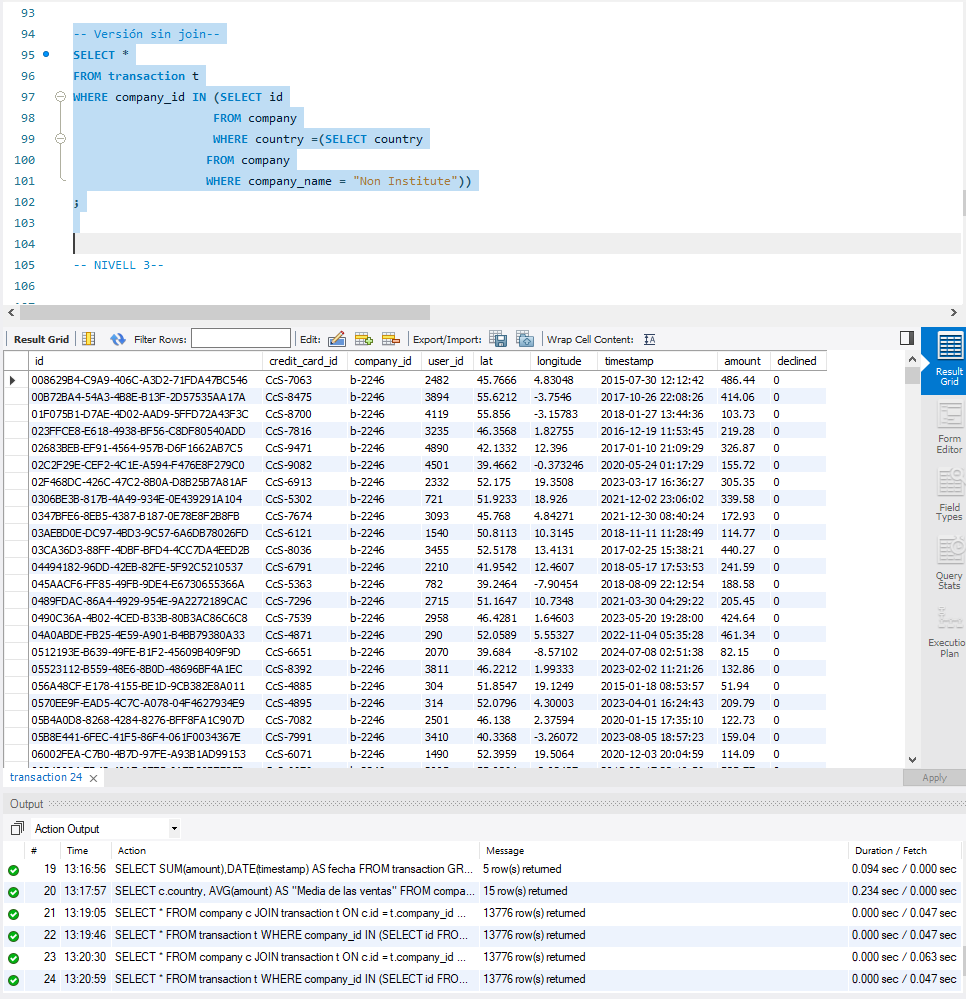 93
94 -- Versión sin join--
95 SELECT *
96 FROM transaction t
97 WHERE company_id IN (SELECT id
98 FROM company
99 WHERE country =(SELECT country
100 FROM company
101 WHERE company_name = "Non Institute"))
102 ;
103
104
105 -- NIVELL 3--
106
Result Grid Filter Rows: Edit: Export/Import: Wrap Cell Content: IA
id credit_card_id company_id user_id lat longitude timestamp amount declined
008629B4-C9A9-406C-A3D2-71FDA47BC546 CcS-7063 b-2246 2482 45.7666 4.83048 2015-07-30 12:12:42 486.44 0
00B72BA4-54A3-4B8E-B13F-2D57535AA17A CcS-8475 b-2246 3894 55.6212 -3.7546 2017-10-26 22:08:26 414.06 0
01F075B1-D7AE-4D02-AAD9-5FFD72A43F3C CcS-8700 b-2246 4119 55.856 -3.15783 2018-01-27 13:44:36 103.73 0
023FFCE8-E618-4938-BF56-C8DF80540ADD CcS-7816 b-2246 3235 46.3568 1.82755 2016-12-19 11:53:45 219.28 0
02683BEB-EF91-4564-957B-D6F1662AB7C5 CcS-9471 b-2246 4890 42.1332 12.396 2017-01-10 21:09:29 326.87 0
02C2F29E-CEF2-4C1E-A594-F476E8F279C0 CcS-9082 b-2246 4501 39.4662 -0.373246 2020-05-24 01:17:29 155.72 0
02F468DC-426C-47C2-8B0A-D8B25B7A81AF CcS-6913 b-2246 2332 52.175 19.3508 2023-03-17 16:36:27 305.35 0
0306BE3B-817B-4A49-934E-0E439291A104 CcS-5302 b-2246 721 51.9233 18.926 2021-12-02 23:06:02 339.58 0
0347BFE6-8EB5-4387-B187-0E78E8F2B8FB CcS-7674 b-2246 3093 45.768 4.84271 2021-12-30 08:40:24 172.93 0
03AEBD0E-DC97-4BD3-9C57-6A6DB78026FD CcS-6121 b-2246 1540 50.8113 10.3145 2018-11-11 11:28:49 114.77 0
03CA36D3-88FF-4DBF-BFD4-4CC7DA4EED2B CcS-8036 b-2246 3455 52.5178 13.4131 2017-02-25 15:38:21 440.27 0
04494182-96DD-42EB-82FE-5F92C5210537 CcS-6791 b-2246 2210 41.9542 12.4607 2018-05-17 17:53:53 241.59 0
045AACF6-FF85-49FB-9DE4-E6730655366A CcS-5363 b-2246 782 39.2464 -7.90454 2018-08-09 22:12:54 188.58 0
0489FDAC-86A4-4929-954E-9A2272189CAC CcS-7296 b-2246 2715 51.1647 10.7348 2021-03-30 04:29:22 205.45 0
0490C36A-4B02-4CED-B33B-80B3AC86C6C8 CcS-7539 b-2246 2958 46.4281 1.64603 2023-05-20 19:28:00 424.64 0
04A0ABDE-FB25-4E59-A901-B4BB79380A33 CcS-4871 b-2246 290 52.0589 5.55327 2022-11-04 05:35:28 461.34 0
0512193E-B639-49FE-B1F2-45609B409F9D CcS-6651 b-2246 2070 39.684 -8.57102 2024-07-08 02:51:38 82.15 0
05523112-B559-48E6-8B0D-48696BF4A1EC CcS-8392 b-2246 3811 46.2212 1.99333 2023-02-02 11:21:26 132.86 0
056A48CF-E178-4155-BE1D-9CB382E8A011 CcS-4885 b-2246 304 51.8547 19.1249 2015-01-18 08:53:57 51.94 0
0570EE9F-EAD5-4C7C-A078-04F4627934E9 CcS-4895 b-2246 314 52.0796 4.30003 2023-04-01 16:24:43 209.79 0
05B4A0D8-8268-4284-8276-BFF8FA1C907D CcS-7082 b-2246 2501 46.138 2.37594 2020-01-15 17:35:10 122.73 0
05B8E441-6FEC-41F5-86F4-061F0034367E CcS-7991 b-2246 3410 40.3368 -3.26072 2023-08-05 18:57:23 159.04 0
06002FEA-C7B0-4B7D-97FE-A93B1AD99153 CcS-6071 b-2246 1490 52.3959 19.5064 2020-12-03 20:04:59 114.09 0
Result Grid
Form Editor
Field Types
Query Stats
Executio Plan
transaction 24 Apply
Output
Action Output
# Time Action Message Duration / Fetch
19 13:16:56 SELECT SUM(amount),DATE(timestamp) AS fecha FROM transaction GR... 5 row(s) returned 0.094 sec / 0.000 sec
20 13:17:57 SELECT c.country, AVG(amount) AS "Media de las ventas" FROM compa... 15 row(s) returned 0.234 sec / 0.000 sec
21 13:19:05 SELECT * FROM company c JOIN transaction t ON c.id = t.company_id ... 13776 row(s) returned 0.000 sec / 0.047 sec
22 13:19:46 SELECT * FROM transaction t WHERE company_id IN (SELECT id FRO... 13776 row(s) returned 0.000 sec / 0.047 sec
23 13:20:30 SELECT * FROM company c JOIN transaction t ON c.id = t.company_id ... 13776 row(s) returned 0.000 sec / 0.063 sec
24 13:20:59 SELECT * FROM transaction t WHERE company_id IN (SELECT id FRO... 13776 row(s) returned 0.000 sec / 0.047 sec